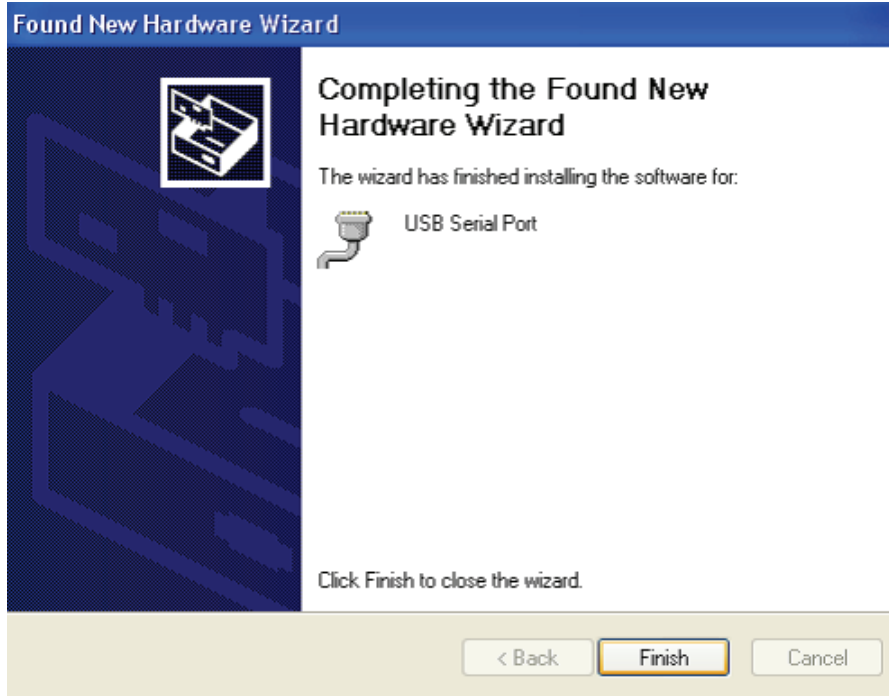 Found New Hardware Wizard
Completing the Found New
Hardware Wizard
The wizard has finished installing the software for:
USB Serial Port
Click Finish to close the wizard.
< Back
Finish
Cancel